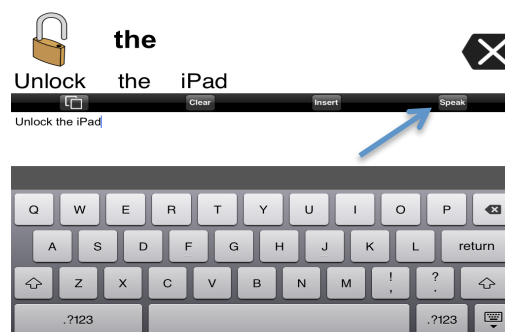 the
Unlock the iPad
Clear Insert Speak
Unlock the iPad
Q W E R T Y U I O P
A S D F G H J K L return
Z X C V B N M ! , ? .
.?123 .?123